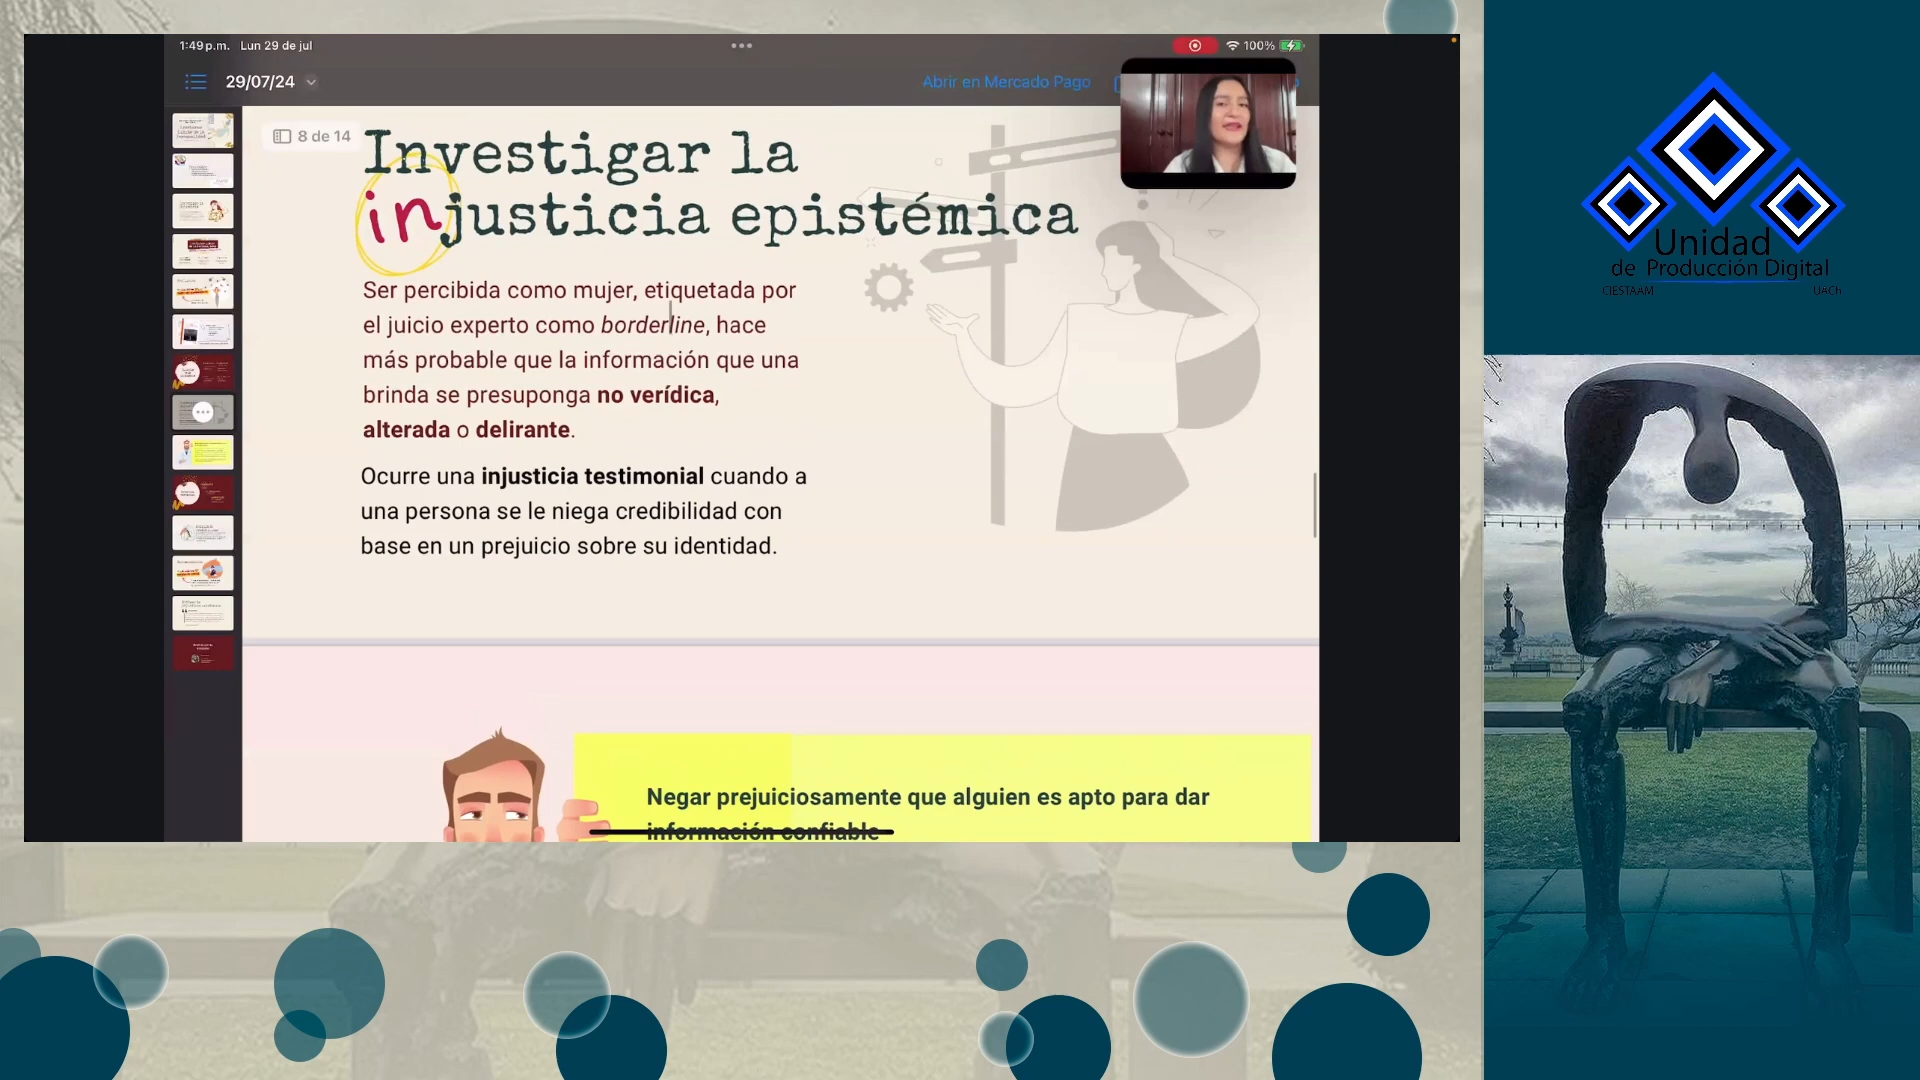 1:49 p.m. Lun 29 de jul
100%
29/07/24
Abrir en Mercado Pago
8 de 14
Investigar la
injusticia epistémica
Ser percibida como mujer, etiquetada por
el juicio experto como borderline, hace
más probable que la información que una
brinda se presuponga no verídica,
alterada o delirante.
Ocurre una injusticia testimonial cuando a
una persona se le niega credibilidad con
base en un prejuicio sobre su identidad.
Negar prejuiciosamente que alguien es apto para dar
información confiable
Unidad
de Producción Digital
CIESTAAM UACh